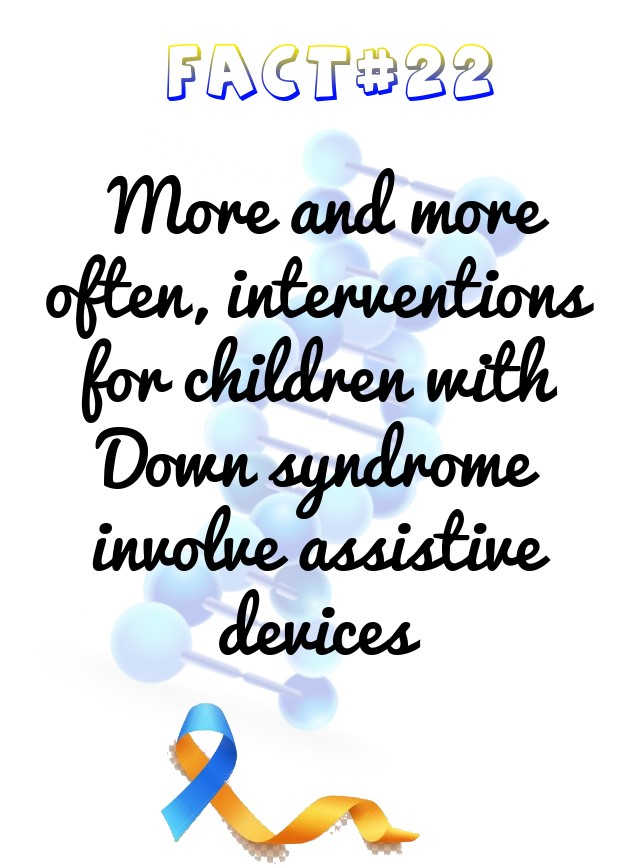 FACT#22
More and more
often, interventions
for children with
Down syndrome
involve assistive
devices